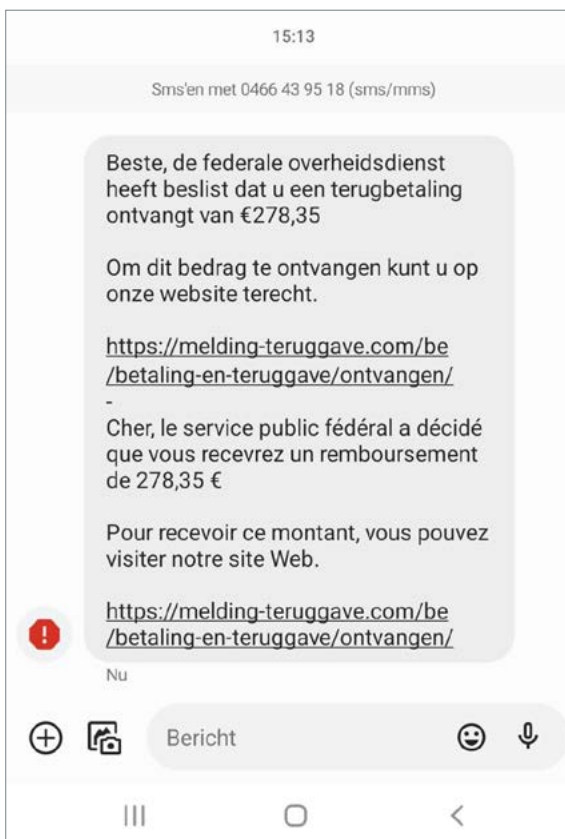 15:13
Sms'en met 0466 43 95 18 (sms/mms)
Beste, de federale overheidsdienst
heeft beslist dat u een terugbetaling
ontvangt van €278,35
Om dit bedrag te ontvangen kunt u op
onze website terecht.
https://melding-teruggave.com/be
/betaling-en-teruggave/ontvangen/
-
Cher, le service public fédéral a décidé
que vous recevrez un remboursement
de 278,35 €
Pour recevoir ce montant, vous pouvez
visiter notre site Web.
https://melding-teruggave.com/be
/betaling-en-teruggave/ontvangen/
Nu
Bericht